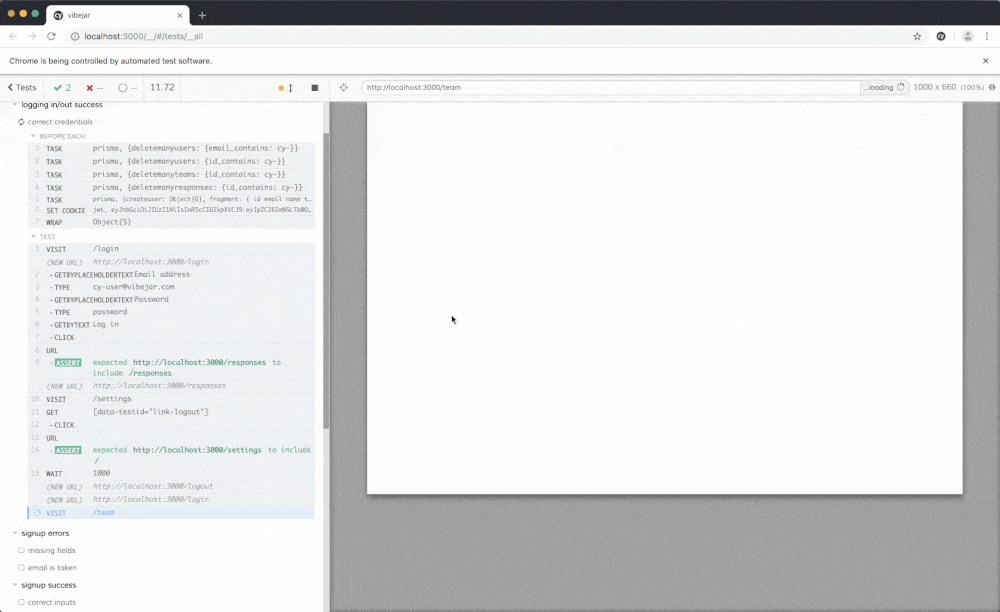 vibejar
localhost:3000/__/#/tests/__all
Chrome is being controlled by automated test software.
Tests
2
--
--
11.72
http://localhost:3000/team
...loading
1000 x 660 (100%)
logging in/out success
correct credentials
BEFORE EACH
1 TASK prisma, {deletemanyusers: {email_contains: cy-}}
2 TASK prisma, {deletemanyusers: {id_contains: cy-}}
3 TASK prisma, {deletemanyteams: {id_contains: cy-}}
4 TASK prisma, {deletemanyresponses: {id_contains: cy-}}
5 TASK prisma, {createuser: Object{6}, fragment: { id email name t...
6 SET COOKIE
7 WRAP Object{5}
TEST
1 VISIT /login
(NEW URL) http://localhost:3000/login
2 -GETBYPLACEHOLDERTEXT Email address
3 -TYPE cy-user@vibejar.com
4 -GETBYPLACEHOLDERTEXT Password
5 -TYPE password
6 -GETBYTEXT Log in
7 -CLICK
8 URL
9 -ASSERT expected http://localhost:3000/responses to
include /responses
(NEW URL) http://localhost:3000/responses
10 VISIT /settings
11 GET [data-testid="link-logout"]
12 -CLICK
13 URL
14 -ASSERT expected http://localhost:3000/settings to include
/
15 WAIT 1000
(NEW URL) http://localhost:3000/logout
(NEW URL) http://localhost:3000/login
VISIT /team
signup errors
missing fields
email is taken
signup success
correct inputs